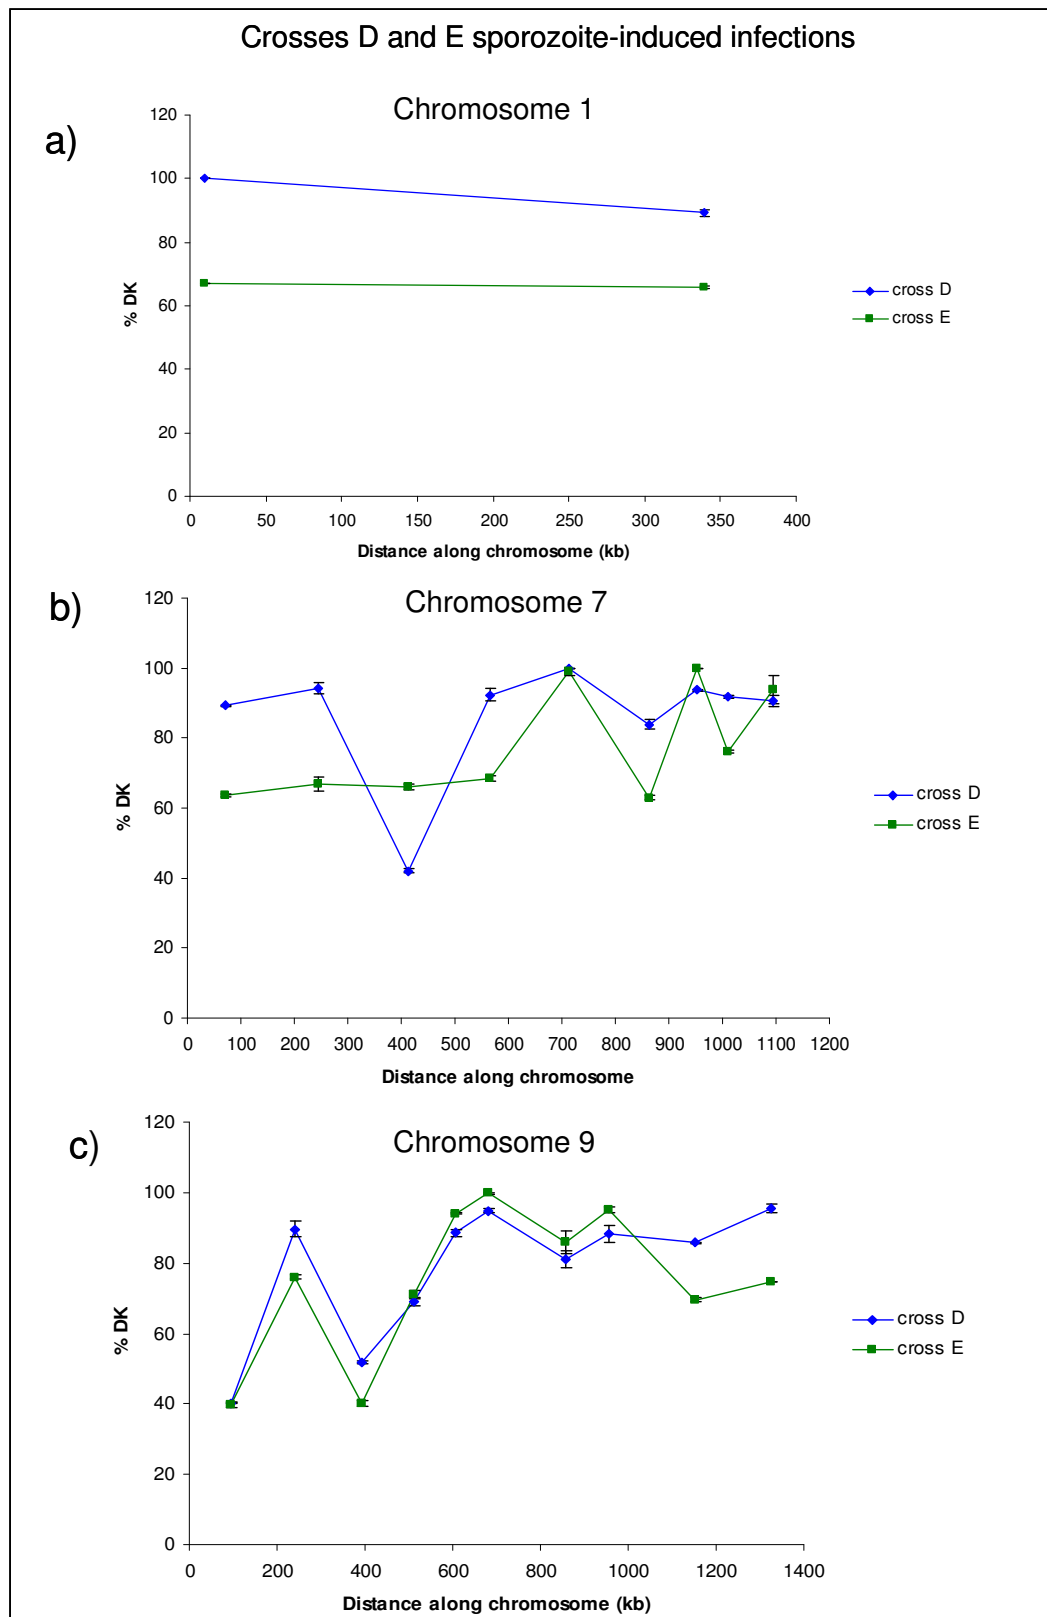 Crosses D and E sporozoite-induced infections
a)
Chromosome 1
120
100
80
60
40
20
0
% DK
0 50 100 150 200 250 300 350 400
Distance along chromosome (kb)
cross D
cross E
b)
Chromosome 7
120
100
80
60
40
20
0
% DK
0 100 200 300 400 500 600 700 800 900 1000 1100 1200
Distance along chromosome
cross D
cross E
c)
Chromosome 9
120
100
80
60
40
20
0
% DK
0 200 400 600 800 1000 1200 1400
Distance along chromosome (kb)
cross D
cross E